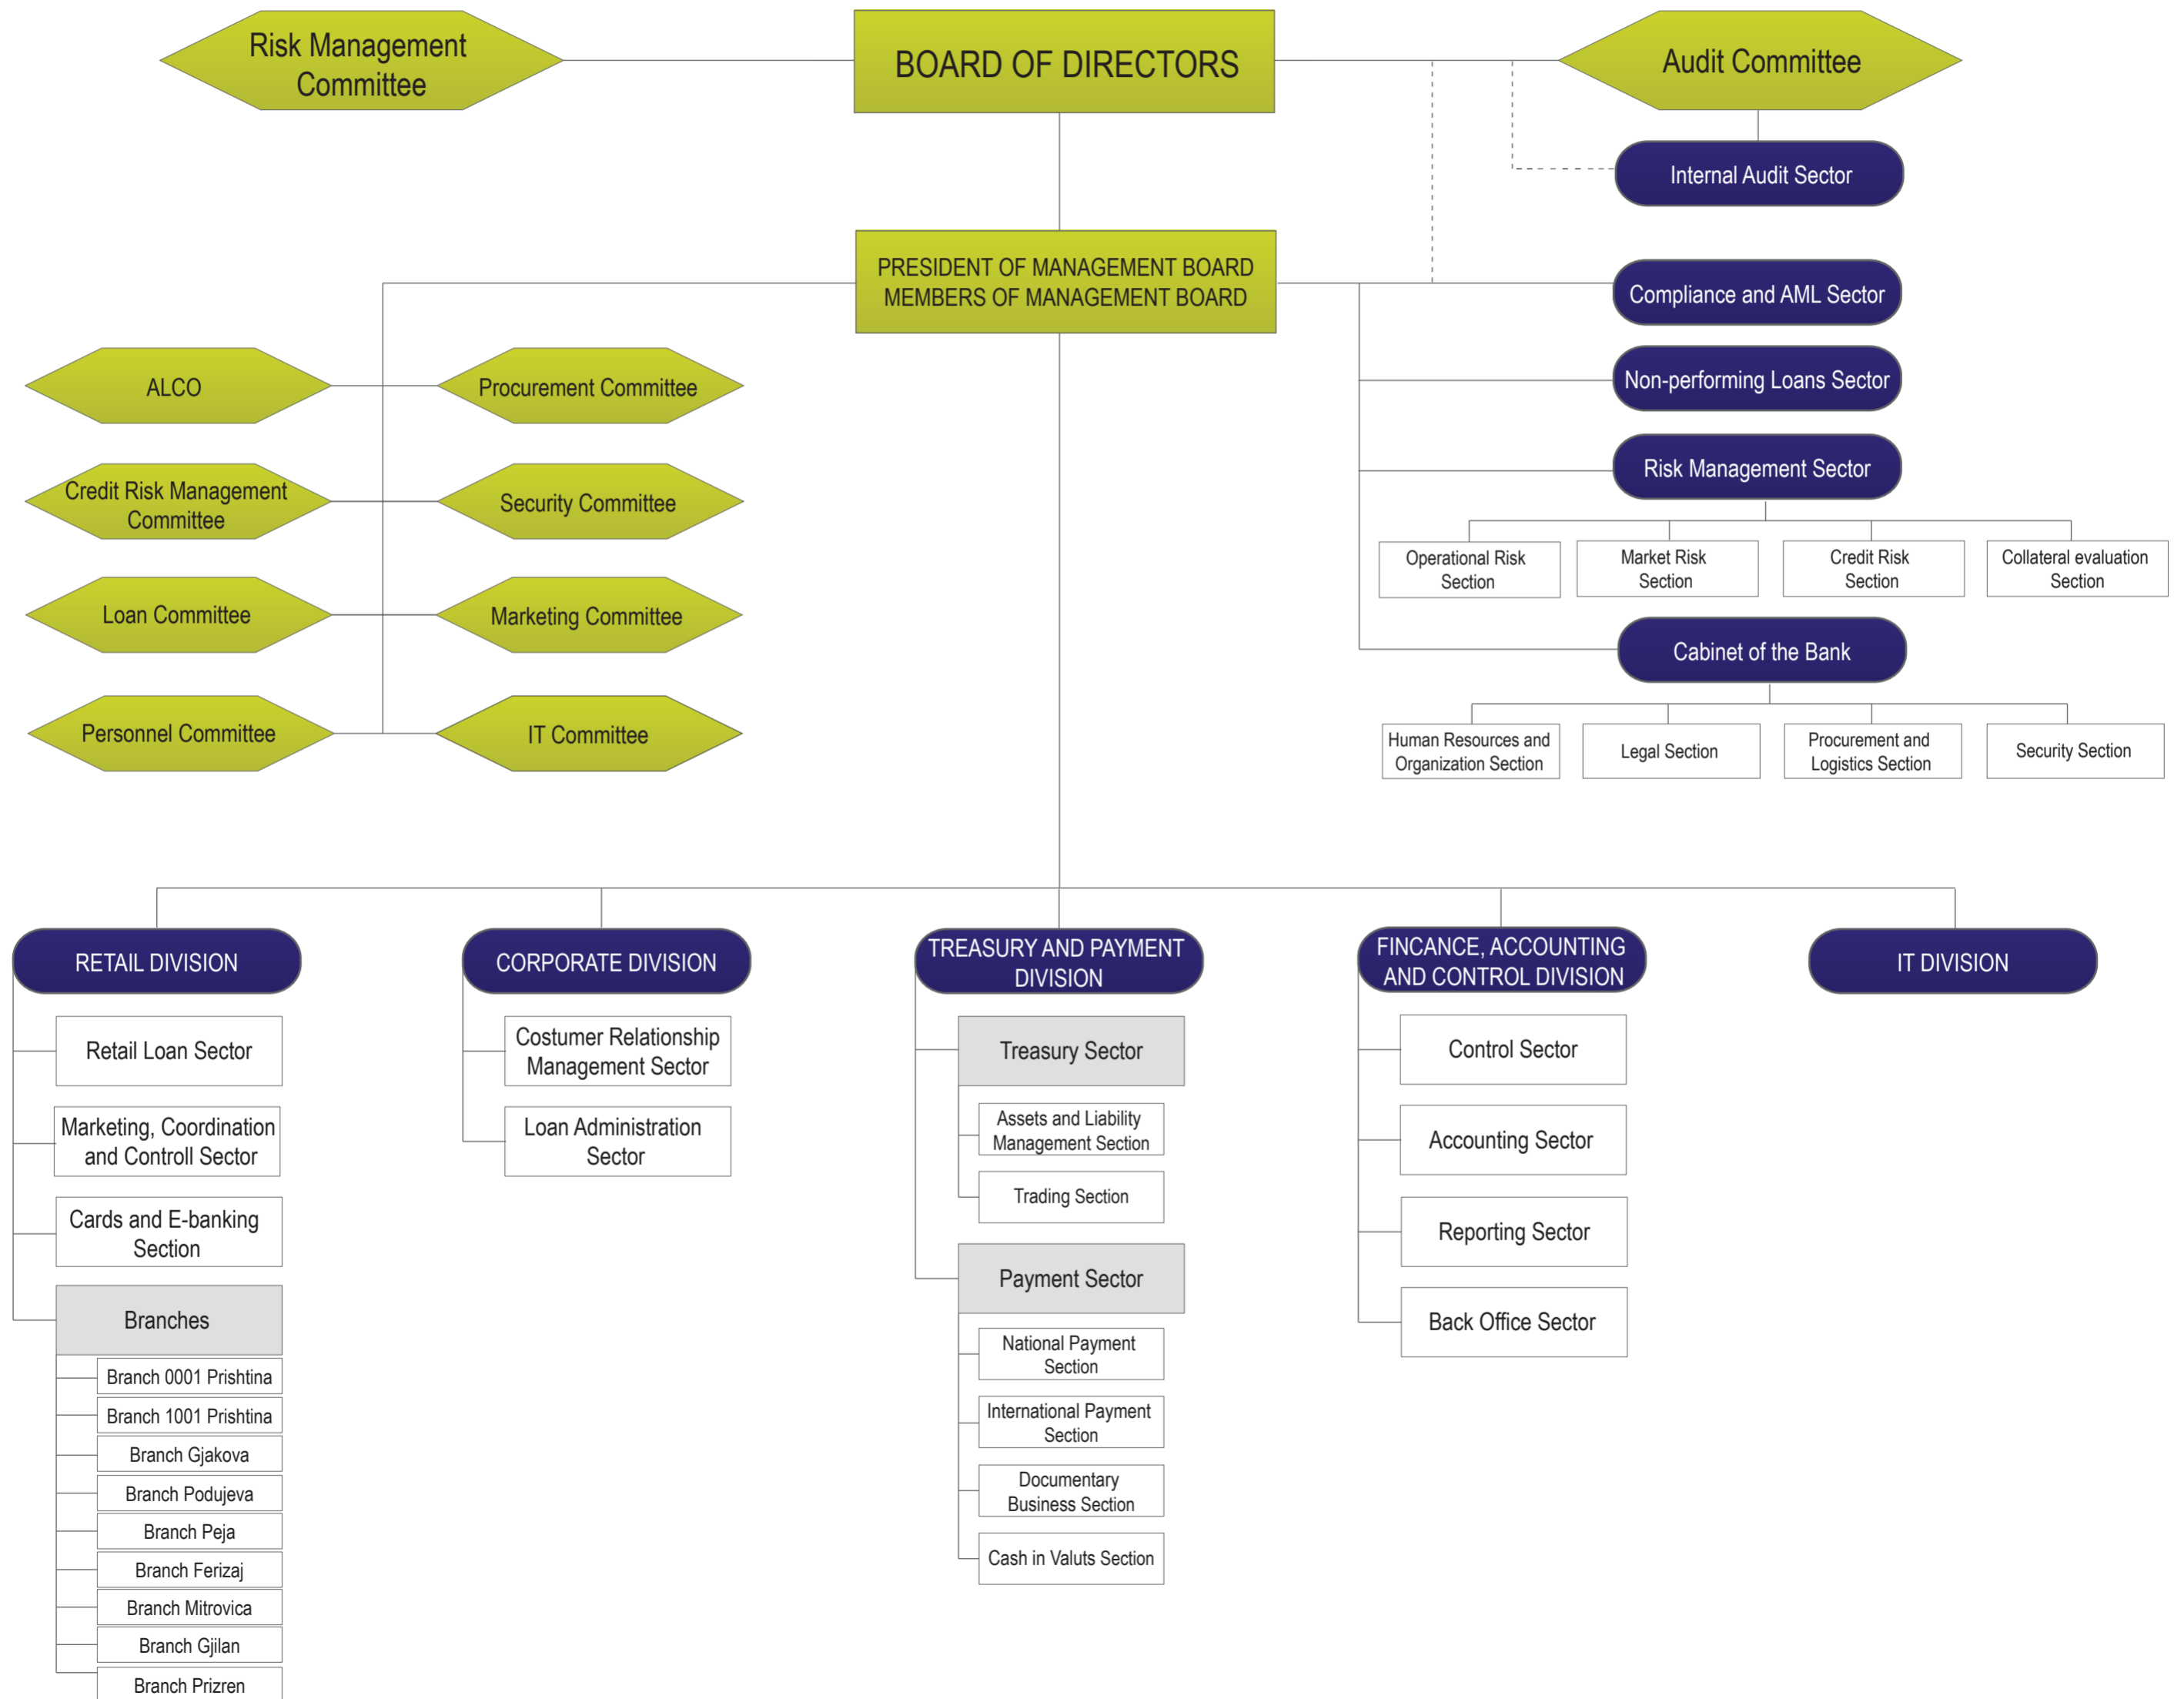 Risk Management
Committee
BOARD OF DIRECTORS
Audit Committee
Internal Audit Sector
PRESIDENT OF MANAGEMENT BOARD
MEMBERS OF MANAGEMENT BOARD
Compliance and AML Sector
Non-performing Loans Sector
Risk Management Sector
Operational Risk
Section
Market Risk
Section
Credit Risk
Section
Collateral evaluation
Section
Cabinet of the Bank
Human Resources and
Organization Section
Legal Section
Procurement and
Logistics Section
Security Section
ALCO
Procurement Committee
Credit Risk Management
Committee
Security Committee
Loan Committee
Marketing Committee
Personnel Committee
IT Committee
RETAIL DIVISION
Retail Loan Sector
Marketing, Coordination
and Controll Sector
Cards and E-banking
Section
Branches
Branch 0001 Prishtina
Branch 1001 Prishtina
Branch Gjakova
Branch Podujeva
Branch Peja
Branch Ferizaj
Branch Mitrovica
Branch Gjilan
Branch Prizren
CORPORATE DIVISION
Costumer Relationship
Management Sector
Loan Administration
Sector
TREASURY AND PAYMENT
DIVISION
Treasury Sector
Assets and Liability
Management Section
Trading Section
Payment Sector
National Payment
Section
International Payment
Section
Documentary
Business Section
Cash in Valuts Section
FINCANCE, ACCOUNTING
AND CONTROL DIVISION
Control Sector
Accounting Sector
Reporting Sector
Back Office Sector
IT DIVISION